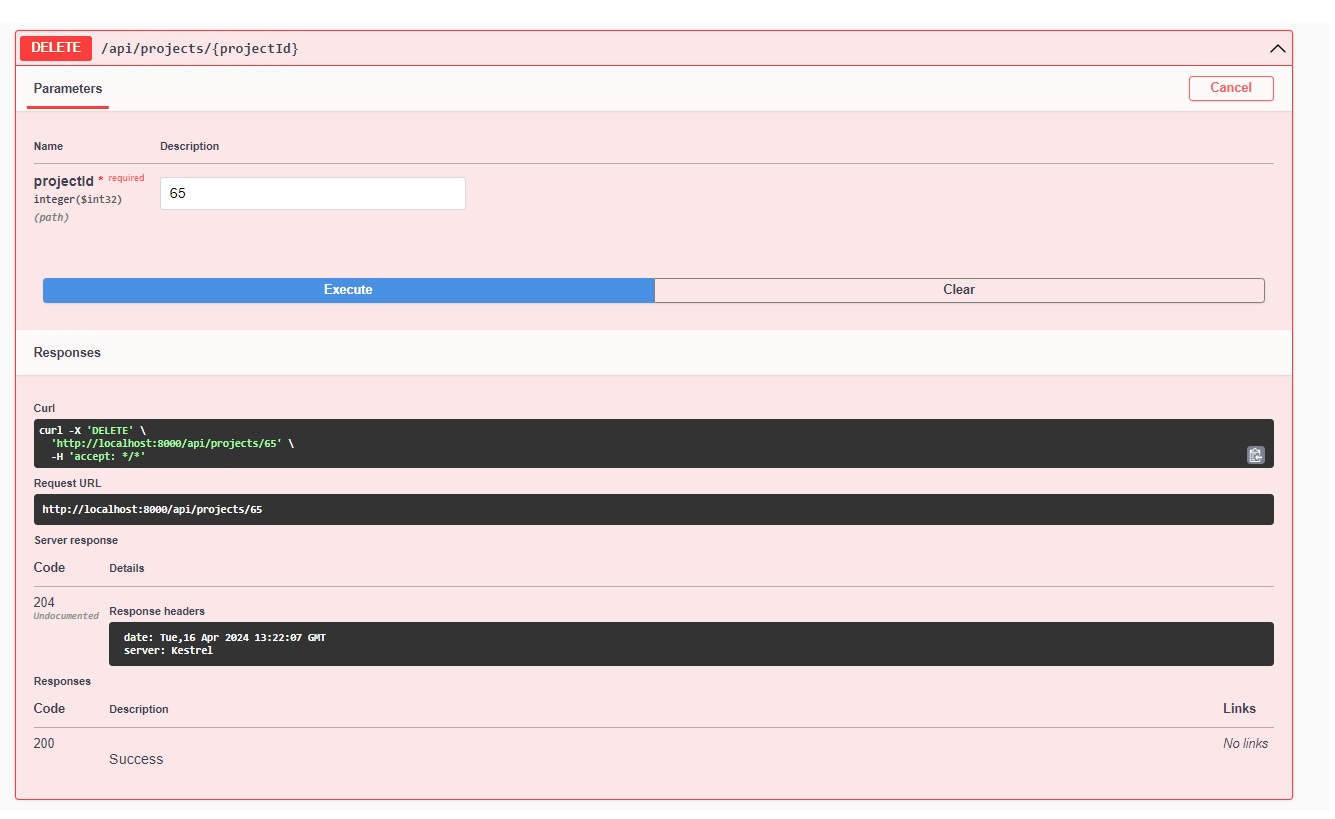 DELETE /api/projects/{projectId}
Parameters Cancel
Name Description
projectId * required 65
integer($int32)
(path)
Execute Clear
Responses
Curl
curl -X 'DELETE' \
'http://localhost:8000/api/projects/65' \
-H 'accept: */*'
Request URL
http://localhost:8000/api/projects/65
Server response
Code Details
204
Undocumented Response headers
date: Tue,16 Apr 2024 13:22:07 GMT
server: Kestrel
Responses
Code Description Links
200 No links
Success